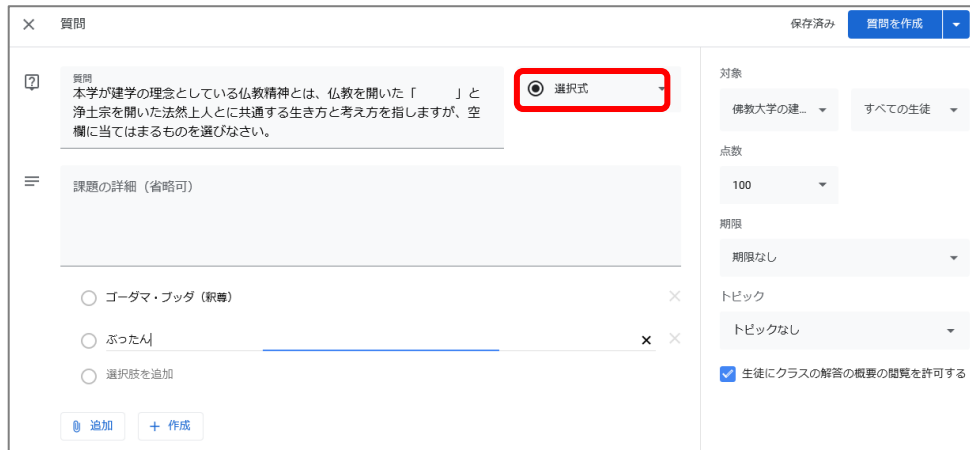 質問
保存済み
質問を作成
質問
本学が建学の理念としている仏教精神とは、仏教を開いた「　　　」と
浄土宗を開いた法然上人とに共通する生き方と考え方を指しますが、空
欄に当てはまるものを選びなさい。
選択式
課題の詳細（省略可）
ゴーダマ・ブッダ（釈尊）
ぶったん
選択肢を追加
追加
作成
対象
佛教大学の建...
すべての生徒
点数
100
期限
期限なし
トピック
トピックなし
生徒にクラスの解答の概要の閲覧を許可する